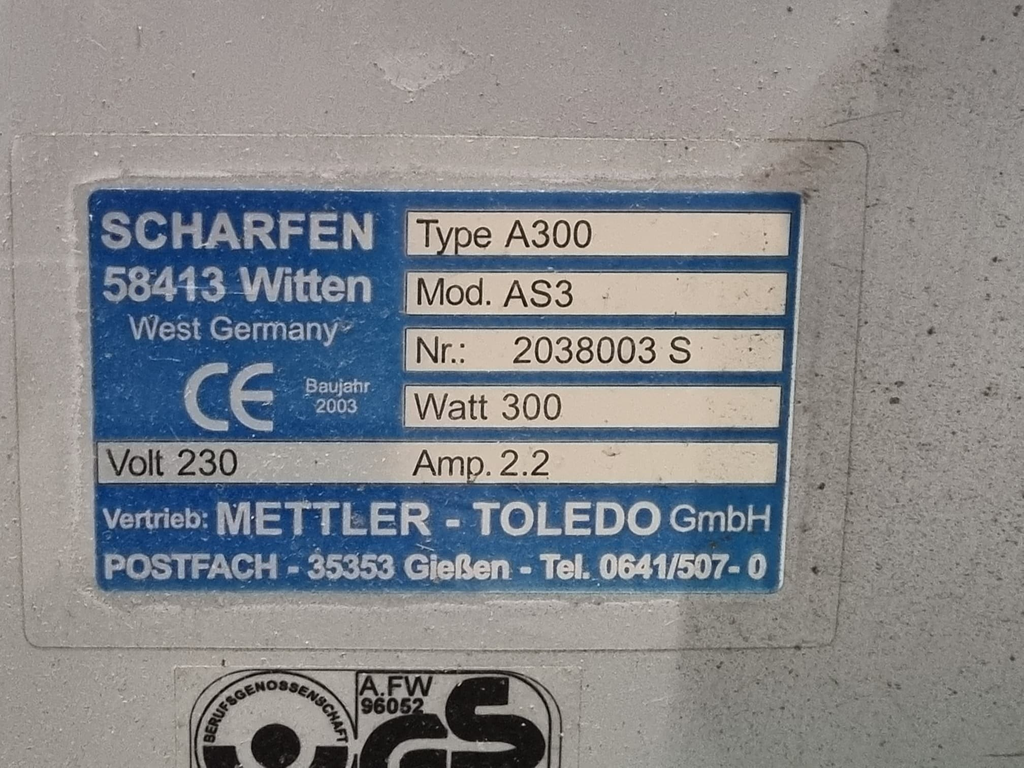 SCHARFEN
58413 Witten
West Germany
CE
Baujahr
2003
Type A300
Mod. AS3
Nr.: 2038003 S
Watt 300
Volt 230 Amp. 2.2
Vertrieb: METTLER - TOLEDO GmbH
POSTFACH - 35353 Gießen - Tel. 0641/507- 0
BERUFSGENOSSENSCHAFT
A.FW
96052
GS